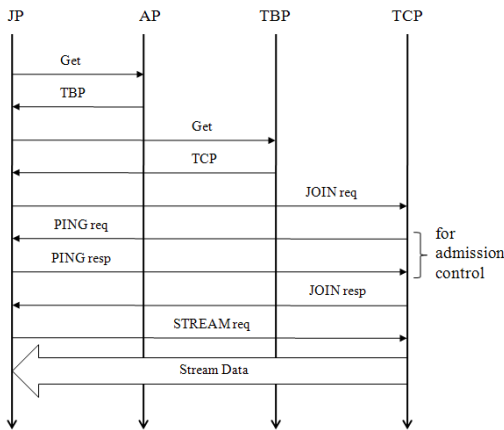 JP AP TBP TCP
Get
TBP
Get
TCP
JOIN req
PING req
for
admission
control
PING resp
JOIN resp
STREAM req
Stream Data